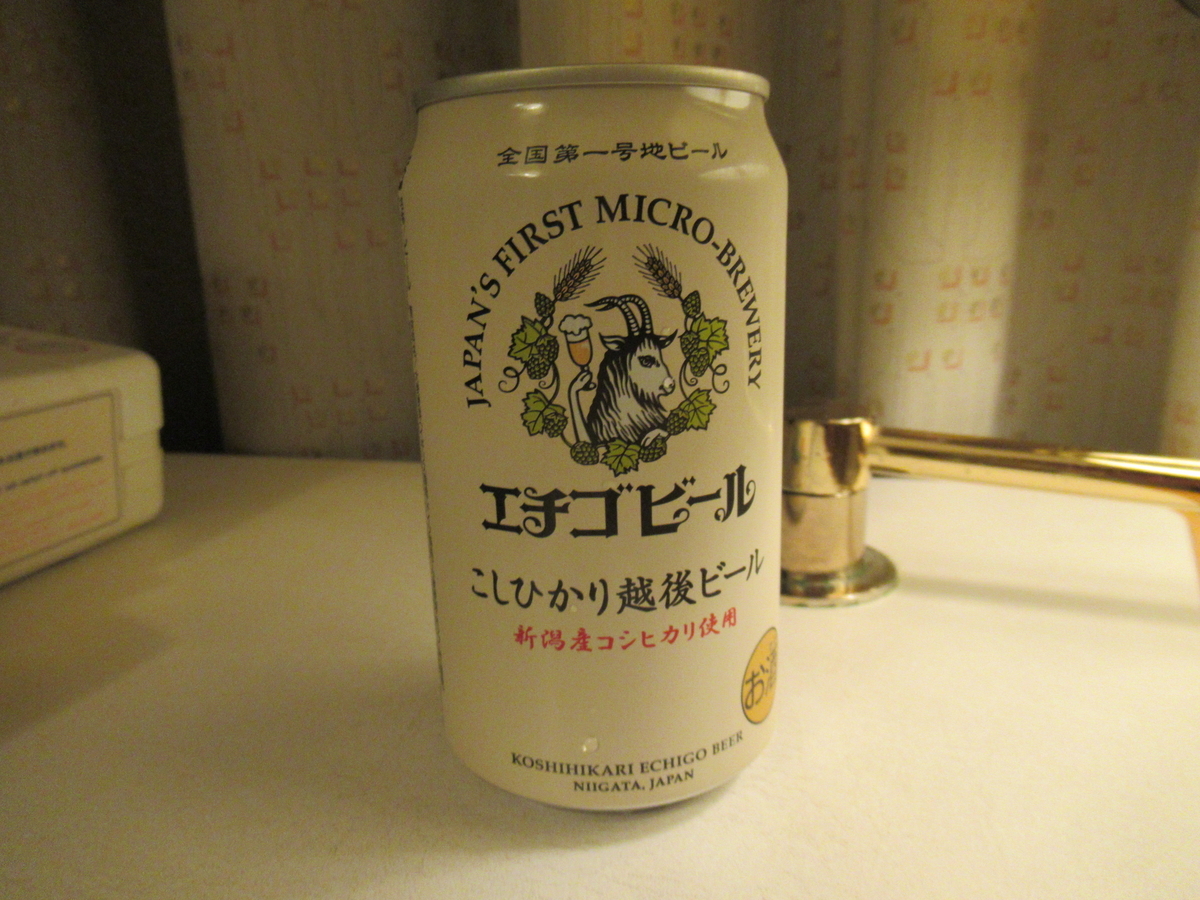 全国第一号地ビール
JAPAN'S FIRST MICRO-BREWERY
エチゴビール
こしひかり越後ビール
新潟産コシヒカリ使用
お酒
KOSHIHIKARI ECHIGO BEER
NIIGATA, JAPAN